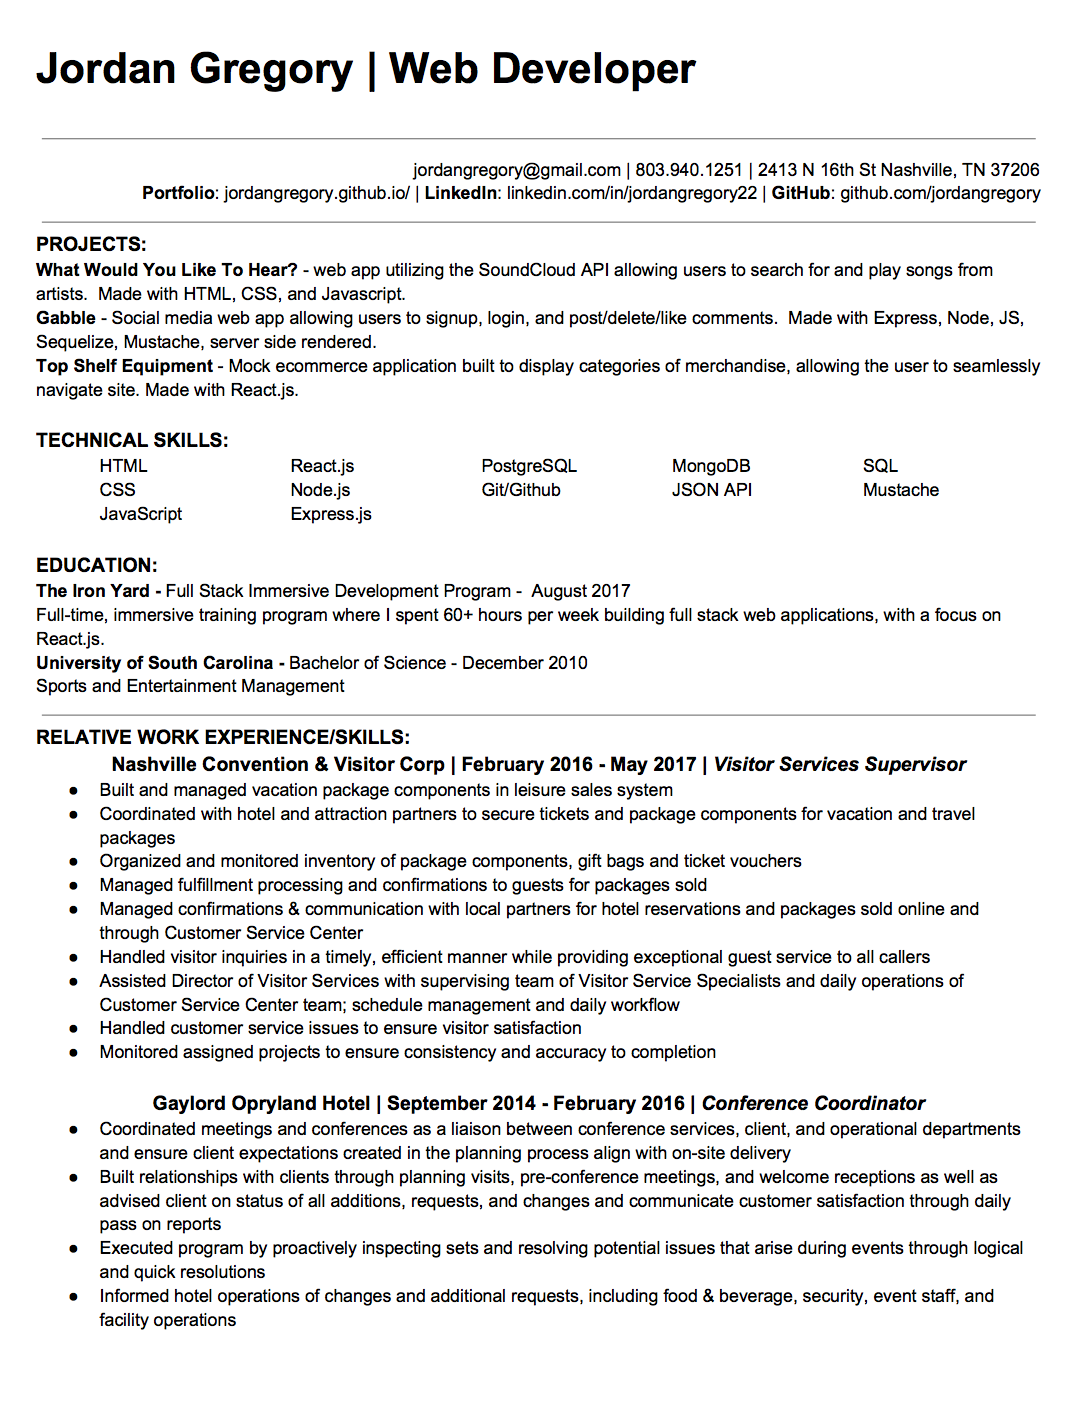 Jordan Gregory | Web Developer
jordangregory@gmail.com | 803.940.1251 | 2413 N 16th St Nashville, TN 37206
Portfolio: jordangregory.github.io/ | LinkedIn: linkedin.com/in/jordangregory22 | GitHub: github.com/jordangregory
PROJECTS:
What Would You Like To Hear? - web app utilizing the SoundCloud API allowing users to search for and play songs from
artists.  Made with HTML, CSS, and Javascript.
Gabble - Social media web app allowing users to signup, login, and post/delete/like comments.  Made with Express, Node, JS,
Sequelize, Mustache, server side rendered.
Top Shelf Equipment - Mock ecommerce application built to display categories of merchandise, allowing the user to seamlessly
navigate site. Made with React.js.
TECHNICAL SKILLS:
HTML React.js PostgreSQL MongoDB SQL
CSS Node.js Git/Github JSON API Mustache
JavaScript Express.js
EDUCATION:
The Iron Yard - Full Stack Immersive Development Program -  August 2017
Full-time, immersive training program where I spent 60+ hours per week building full stack web applications, with a focus on
React.js.
University of South Carolina - Bachelor of Science - December 2010
Sports and Entertainment Management
RELATIVE WORK EXPERIENCE/SKILLS:
Nashville Convention & Visitor Corp | February 2016 - May 2017 | Visitor Services Supervisor
● Built and managed vacation package components in leisure sales system
● Coordinated with hotel and attraction partners to secure tickets and package components for vacation and travel
packages
● Organized and monitored inventory of package components, gift bags and ticket vouchers
● Managed fulfillment processing and confirmations to guests for packages sold
● Managed confirmations & communication with local partners for hotel reservations and packages sold online and
through Customer Service Center
● Handled visitor inquiries in a timely, efficient manner while providing exceptional guest service to all callers
● Assisted Director of Visitor Services with supervising team of Visitor Service Specialists and daily operations of
Customer Service Center team; schedule management and daily workflow
● Handled customer service issues to ensure visitor satisfaction
● Monitored assigned projects to ensure consistency and accuracy to completion
Gaylord Opryland Hotel | September 2014 - February 2016 | Conference Coordinator
● Coordinated meetings and conferences as a liaison between conference services, client, and operational departments
and ensure client expectations created in the planning process align with on-site delivery
● Built relationships with clients through planning visits, pre-conference meetings, and welcome receptions as well as
advised client on status of all additions, requests, and changes and communicate customer satisfaction through daily
pass on reports
● Executed program by proactively inspecting sets and resolving potential issues that arise during events through logical
and quick resolutions
● Informed hotel operations of changes and additional requests, including food & beverage, security, event staff, and
facility operations